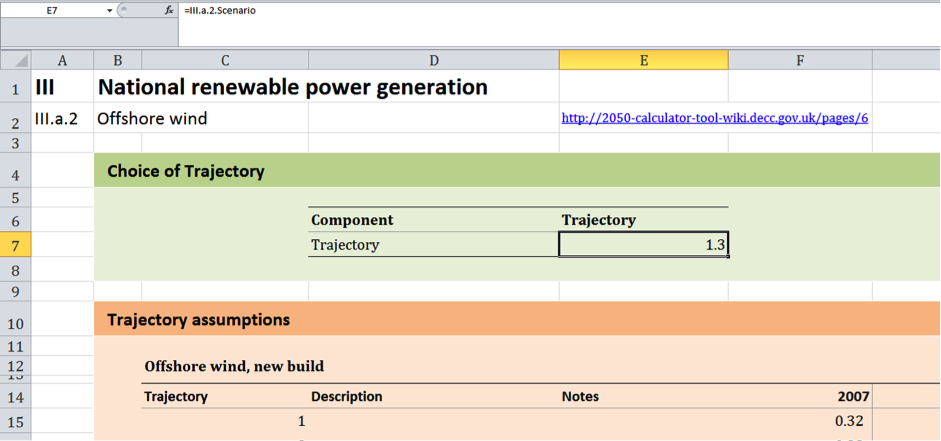 E7 fx =III.a.2.Scenario
A B C D E F
1 III National renewable power generation
2 III.a.2 Offshore wind http://2050-calculator-tool-wiki.decc.gov.uk/pages/6
3
4 Choice of Trajectory
5
6 Component Trajectory
7 Trajectory 1.3
8
9
10 Trajectory assumptions
11
12 Offshore wind, new build
14 Trajectory Description Notes 2007
15 1 0.32